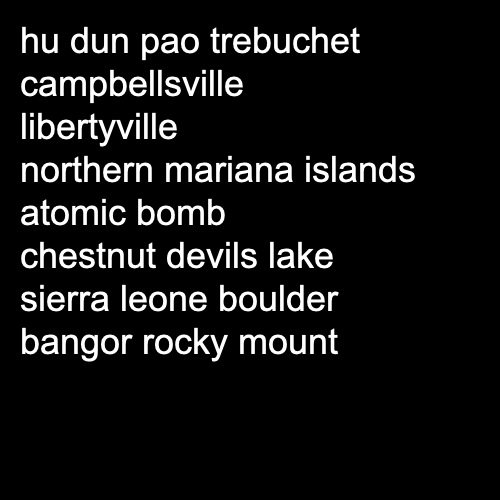 hu dun pao trebuchet
campbellsville
libertyville
northern mariana islands
atomic bomb
chestnut devils lake
sierra leone boulder
bangor rocky mount